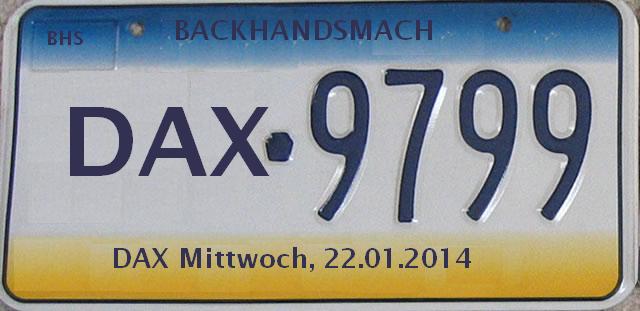 BACKHANDSMACH
BHS
DAX·9799
DAX Mittwoch, 22.01.2014